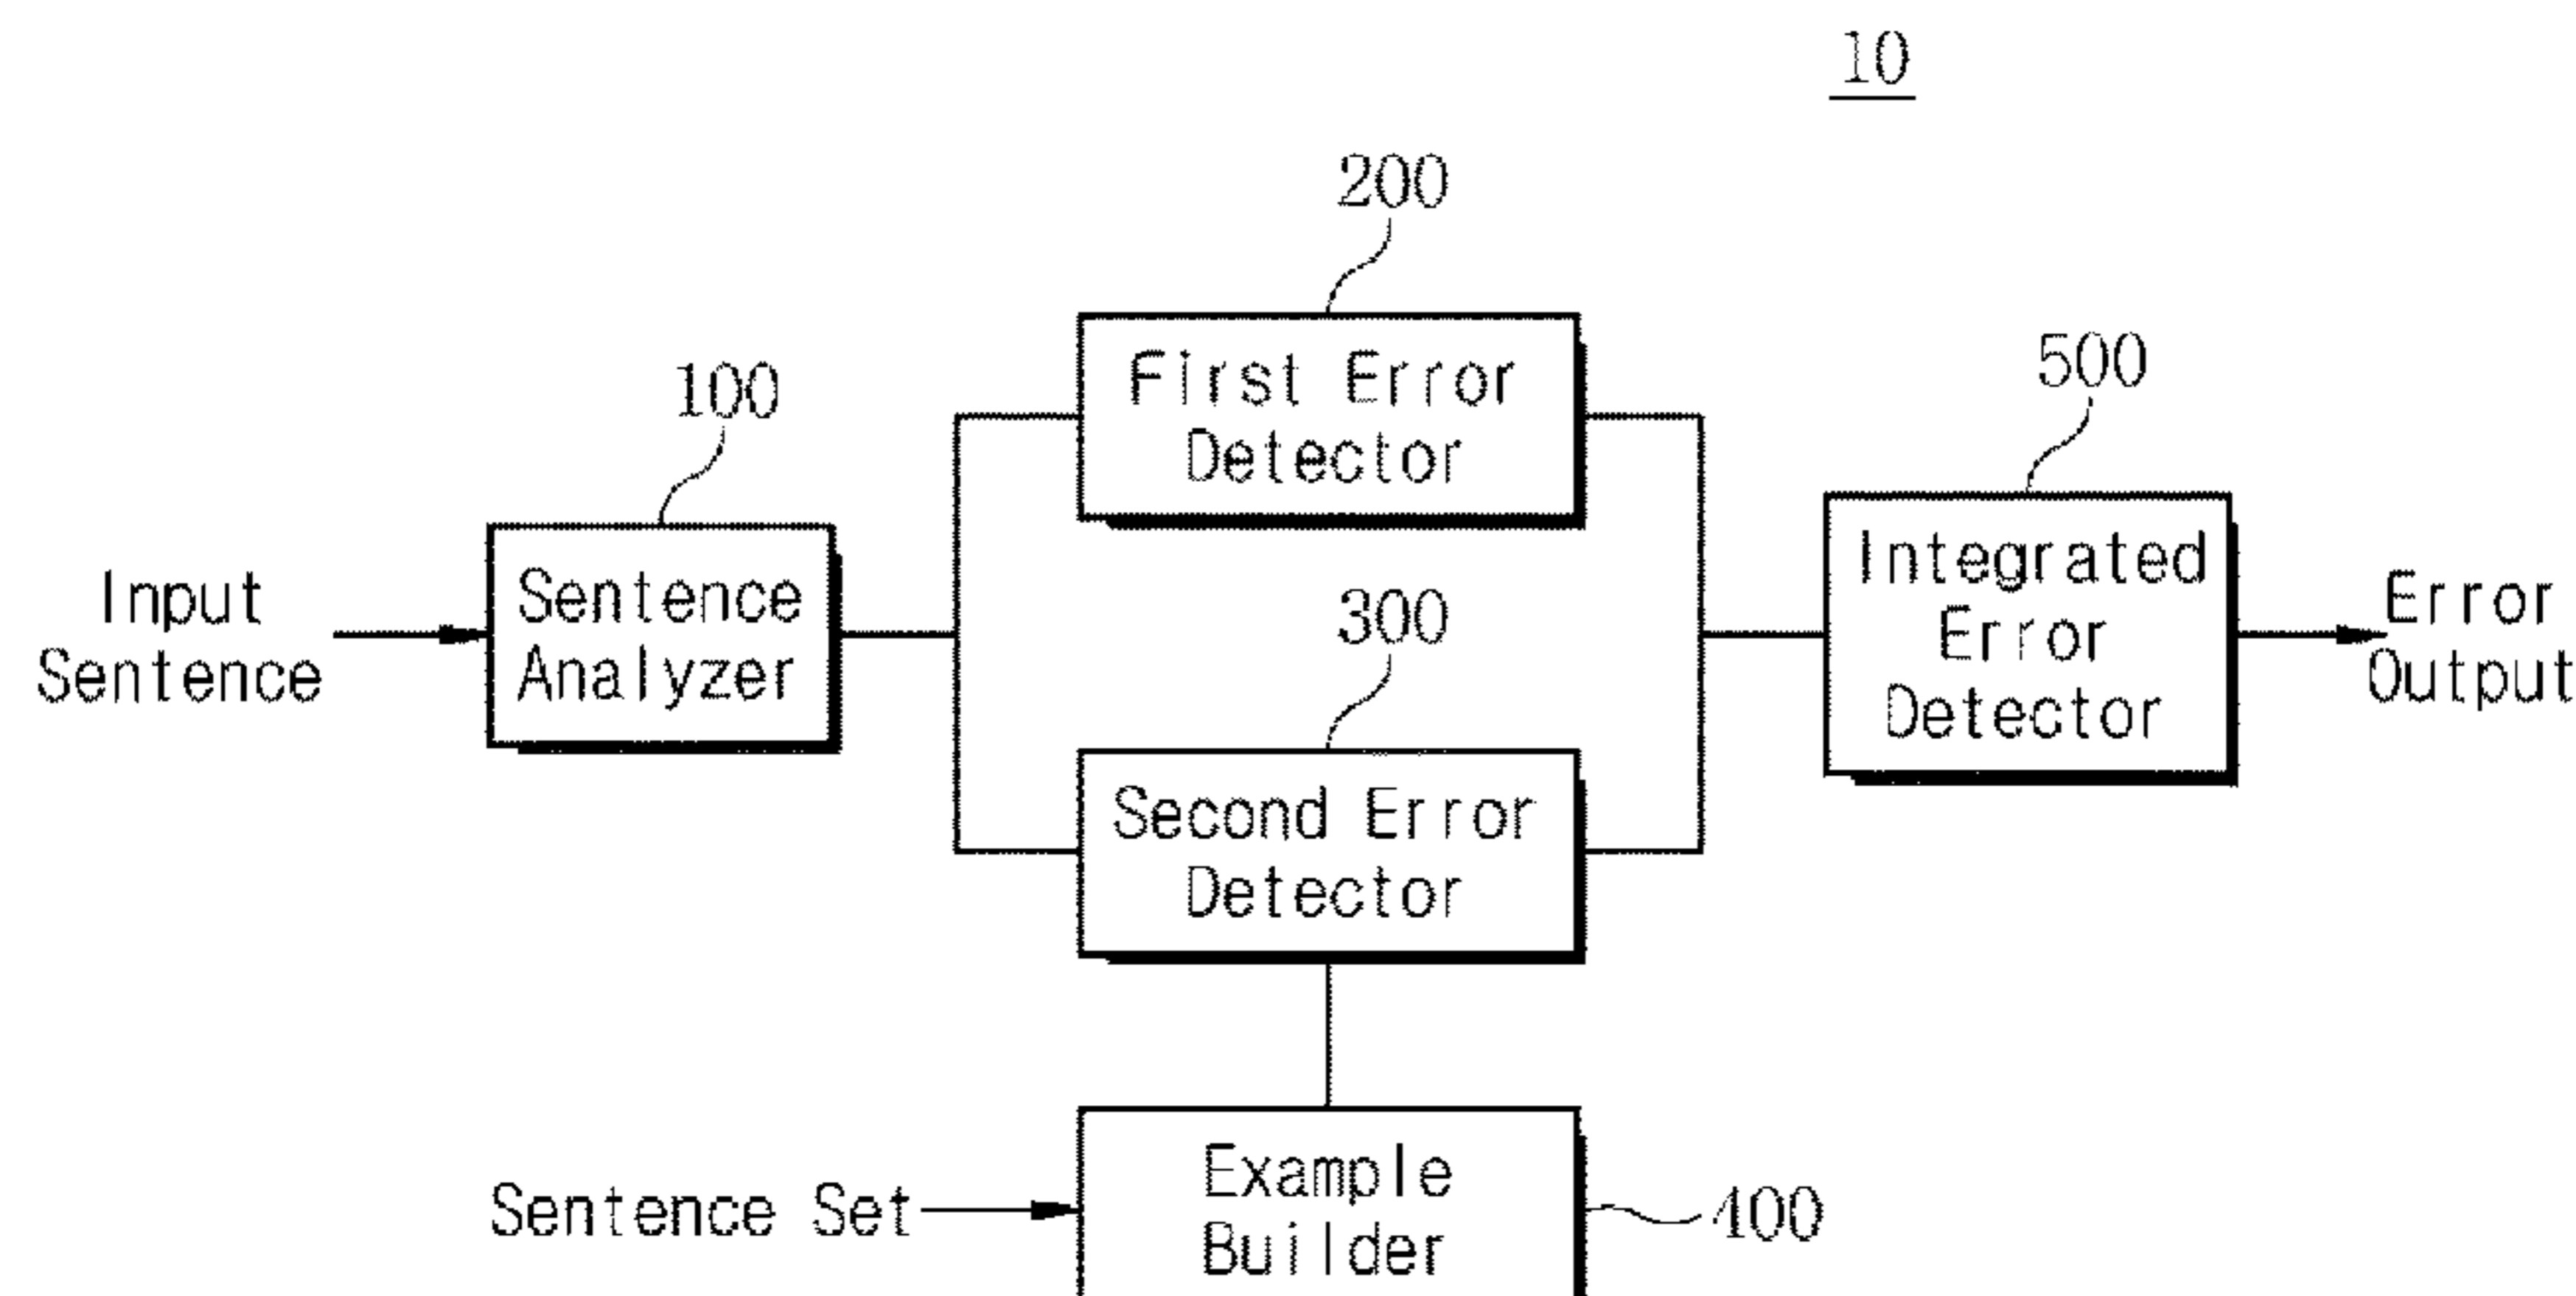 10
200
First Error
Detector
100
500
Input
Sentence
Sentence
Analyzer
Integrated
Error
Detector
Error
Output
300
Second Error
Detector
Sentence Set
Example
Builder
400